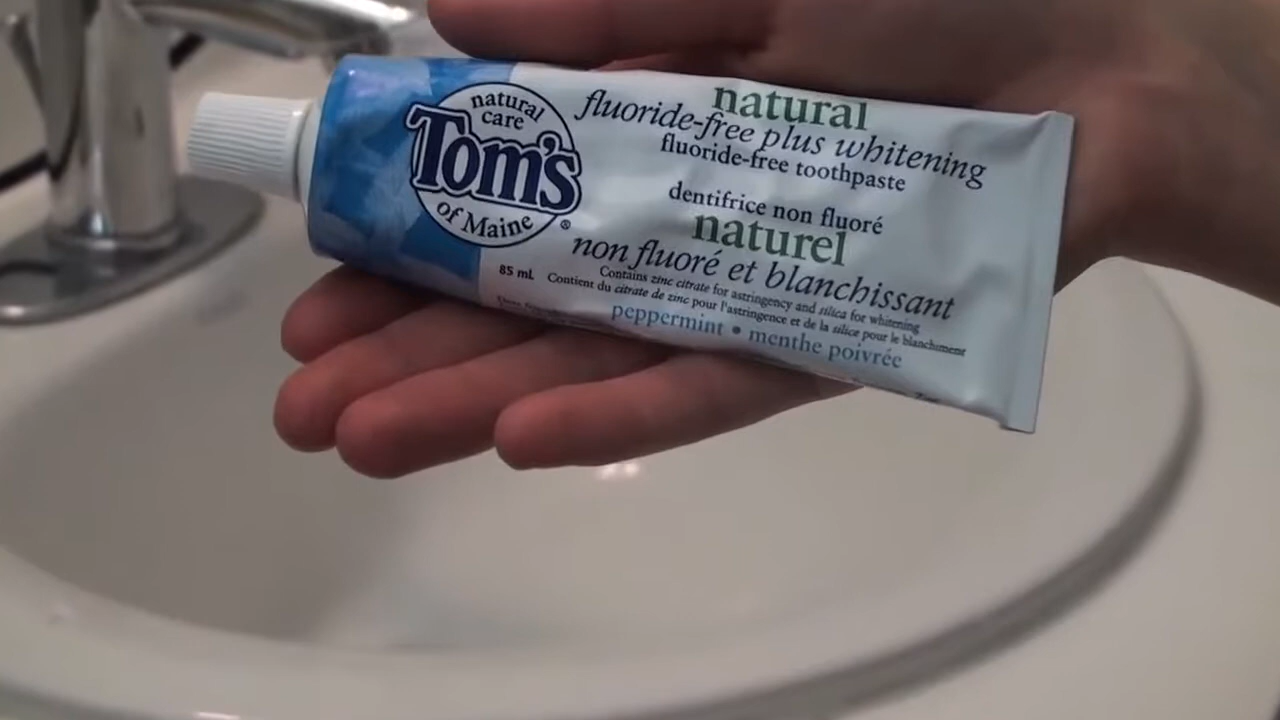 natural
care
Tom's
of Maine
®
natural
fluoride-free plus whitening
fluoride-free toothpaste
dentifrice non fluoré
naturel
non fluoré et blanchissant
85 mL
Contains zinc citrate for astringency and silica for whitening
Contient du citrate de zinc pour l'astringence et de la silice pour le blanchiment
peppermint • menthe poivrée